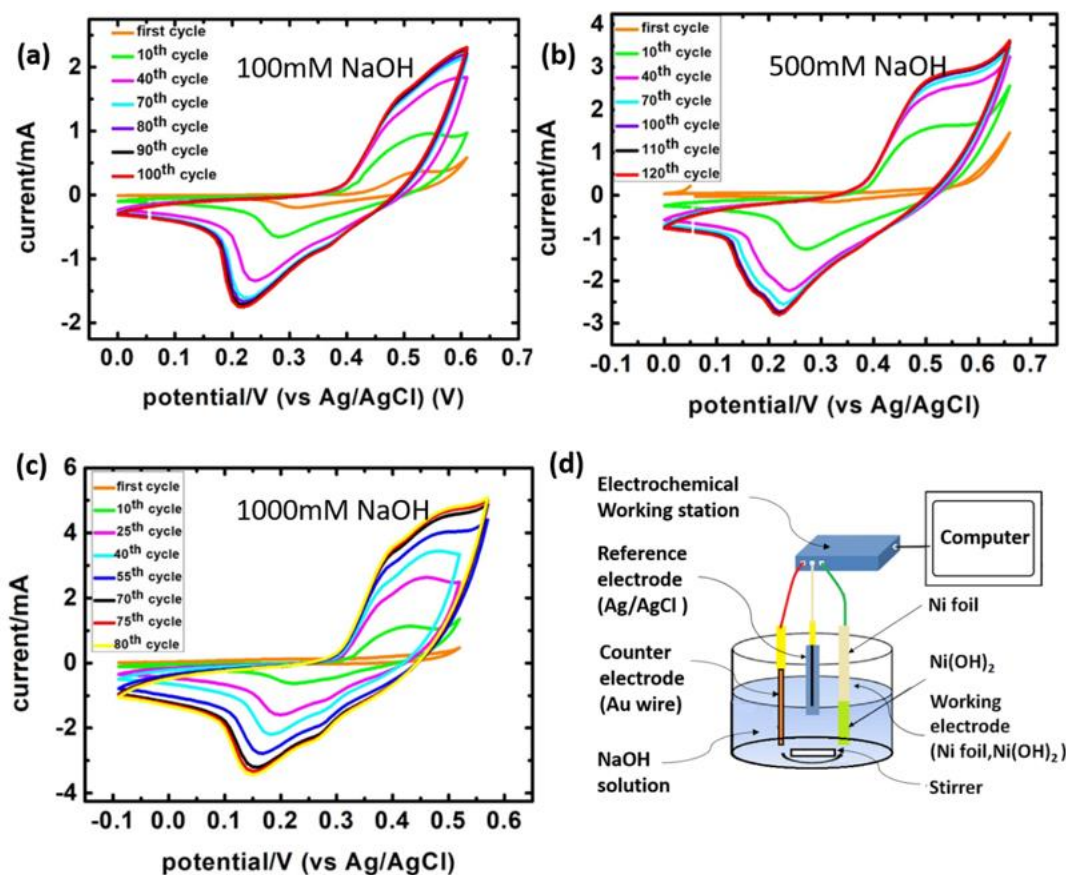 (a)
first cycle
10th cycle
40th cycle
70th cycle
80th cycle
90th cycle
100th cycle
100mM NaOH
current/mA
2
1
0
-1
-2
0.0 0.1 0.2 0.3 0.4 0.5 0.6 0.7
potential/V (vs Ag/AgCl) (V)
(b)
first cycle
10th cycle
40th cycle
70th cycle
100th cycle
110th cycle
120th cycle
500mM NaOH
current/mA
5
4
3
2
1
0
-1
-2
-3
-0.1 0.0 0.1 0.2 0.3 0.4 0.5 0.6 0.7
potential/V (vs Ag/AgCl)
(c)
first cycle
10th cycle
25th cycle
40th cycle
55th cycle
70th cycle
75th cycle
80th cycle
1000mM NaOH
current/mA
6
4
2
0
-2
-4
-0.1 0.0 0.1 0.2 0.3 0.4 0.5 0.6
potential/V (vs Ag/AgCl)
(d)
Electrochemical
Working station
Computer
Reference
electrode
(Ag/AgCl )
Ni foil
Counter
electrode
(Au wire)
Ni(OH)2
Working
electrode
(Ni foil,Ni(OH)2)
NaOH
solution
Stirrer